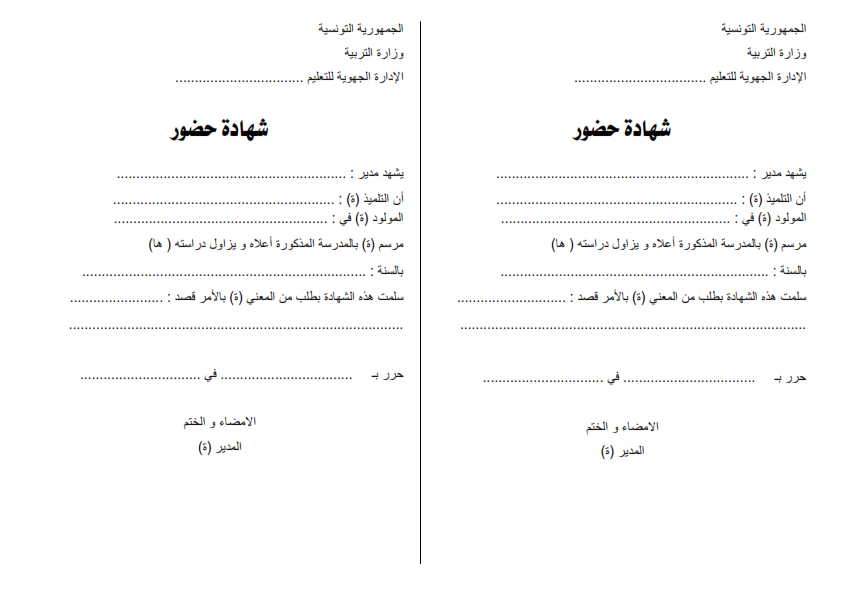 الجمهورية التونسية
وزارة التربية
الإدارة الجهوية للتعليم .................................
شهادة حضور
يشهد مدير : .................................................................
أن التلميذ (ة) : ..............................................................
المولود (ة) في : ...........................................................
مرسم (ة) بالمدرسة المذكورة أعلاه و يزاول دراسته ( ها)
بالسنة : .....................................................................
سلمت هذه الشهادة بطلب من المعني (ة) بالأمر قصد : ............................
.........................................................................................
حرر بـ .................................. في ...............................
الامضاء و الختم
المدير (ة)
الجمهورية التونسية
وزارة التربية
الإدارة الجهوية للتعليم .................................
شهادة حضور
يشهد مدير : ...........................................................
أن التلميذ (ة) : .........................................................
المولود (ة) في : .......................................................
مرسم (ة) بالمدرسة المذكورة أعلاه و يزاول دراسته ( ها)
بالسنة : .........................................................................
سلمت هذه الشهادة بطلب من المعني (ة) بالأمر قصد : ........................
......................................................................................
حرر بـ .................................. في ...............................
الامضاء و الختم
المدير (ة)